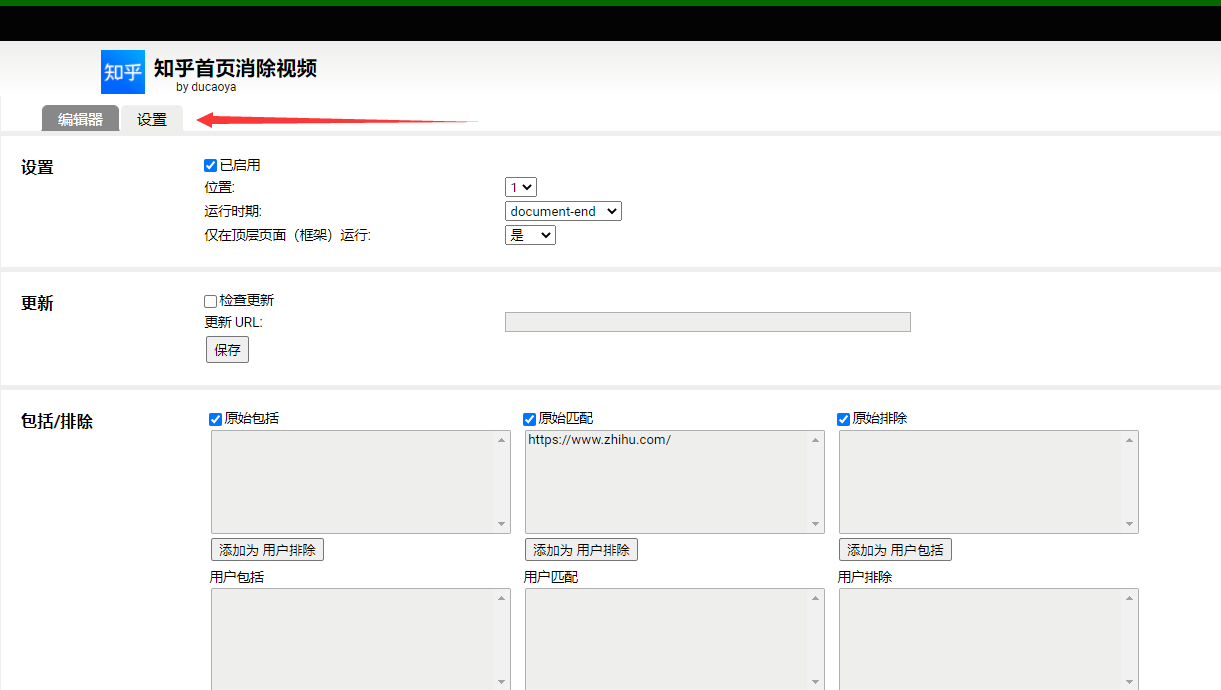 知乎 知乎首页消除视频
by ducaoya
编辑器 设置
设置 已启用
位置: 1
运行时期: document-end
仅在顶层页面（框架）运行: 是
更新 检查更新
更新 URL:
保存
包括/排除 原始包括 原始匹配 原始排除
https://www.zhihu.com/
添加为 用户排除 添加为 用户排除 添加为 用户包括
用户包括 用户匹配 用户排除